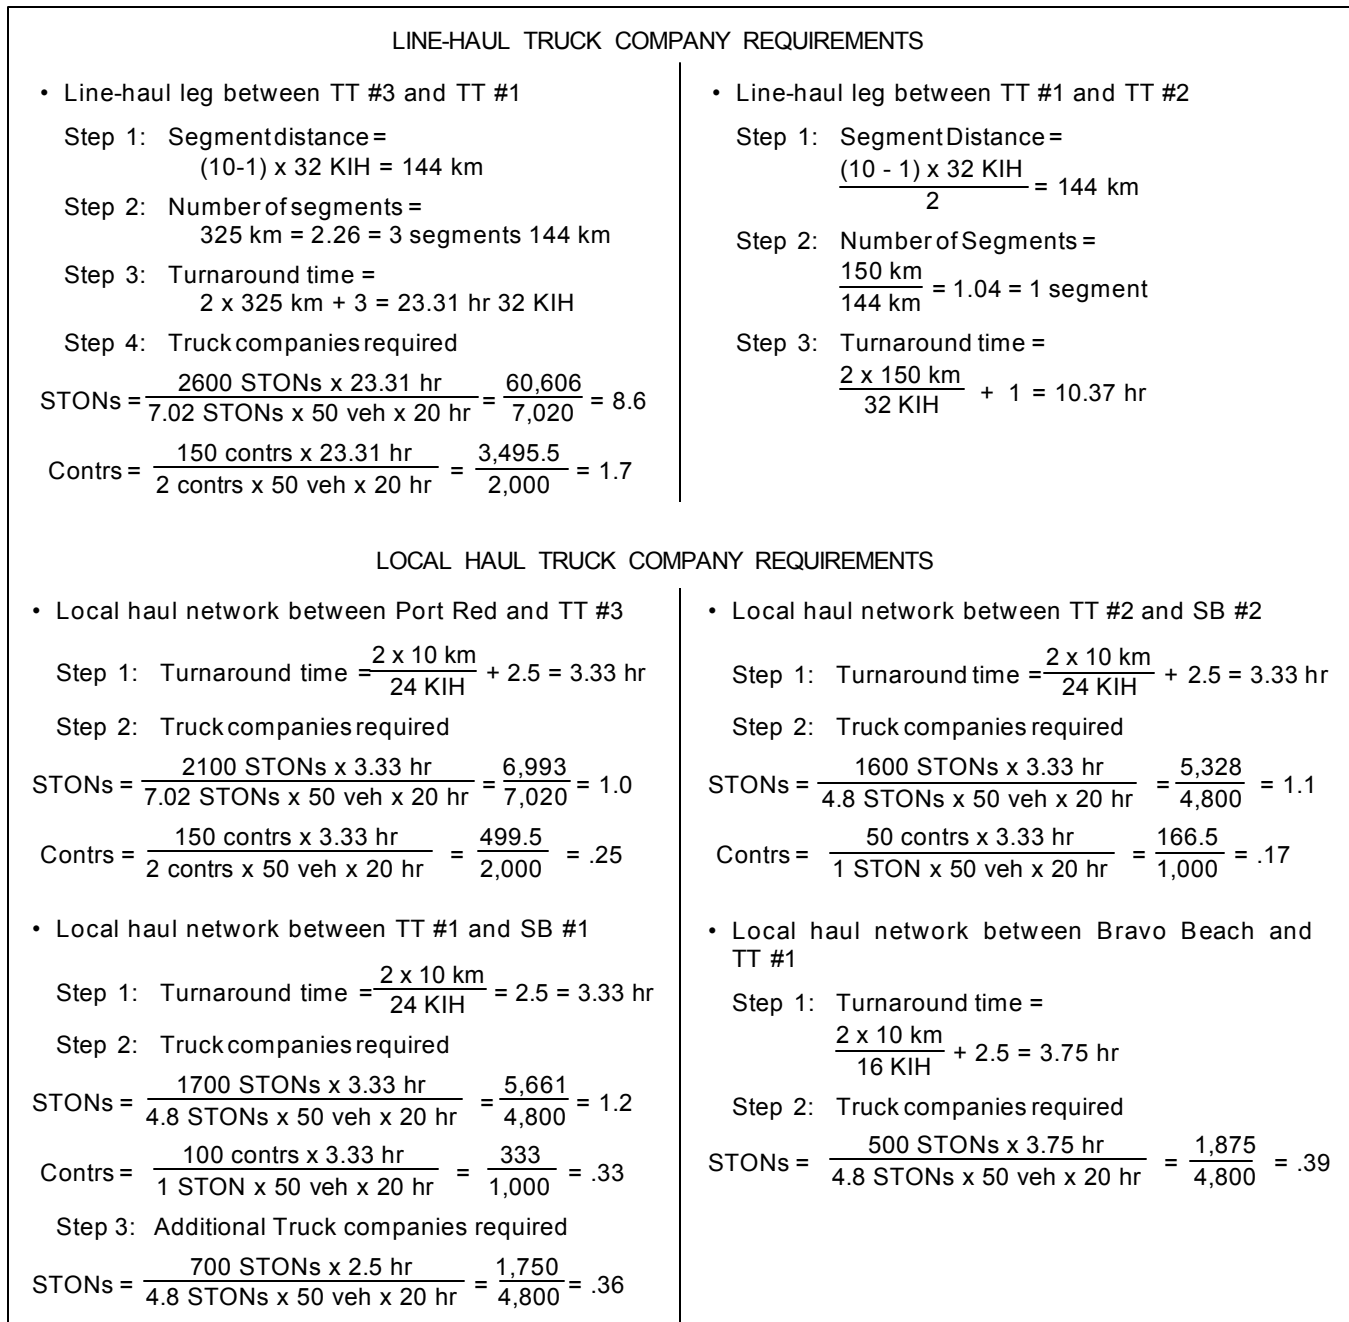 LINE-HAUL TRUCK COMPANY REQUIREMENTS
• Line-haul leg between TT #3 and TT #1
Step 1: Segment distance =
(10-1) x 32 KIH = 144 km
Step 2: Number of segments =
325 km = 2.26 = 3 segments 144 km
Step 3: Turnaround time =
2 x 325 km + 3 = 23.31 hr 32 KIH
Step 4: Truck companies required
STONs = 2600 STONs x 23.31 hr / 7.02 STONs x 50 veh x 20 hr = 60,606 / 7,020 = 8.6
Contrs = 150 contrs x 23.31 hr / 2 contrs x 50 veh x 20 hr = 3,495.5 / 2,000 = 1.7
• Line-haul leg between TT #1 and TT #2
Step 1: Segment Distance =
(10 - 1) x 32 KIH / 2 = 144 km
Step 2: Number of Segments =
150 km / 144 km = 1.04 = 1 segment
Step 3: Turnaround time =
2 x 150 km / 32 KIH + 1 = 10.37 hr
LOCAL HAUL TRUCK COMPANY REQUIREMENTS
• Local haul network between Port Red and TT #3
Step 1: Turnaround time = 2 x 10 km / 24 KIH + 2.5 = 3.33 hr
Step 2: Truck companies required
STONs = 2100 STONs x 3.33 hr / 7.02 STONs x 50 veh x 20 hr = 6,993 / 7,020 = 1.0
Contrs = 150 contrs x 3.33 hr / 2 contrs x 50 veh x 20 hr = 499.5 / 2,000 = .25
• Local haul network between TT #1 and SB #1
Step 1: Turnaround time = 2 x 10 km / 24 KIH = 2.5 = 3.33 hr
Step 2: Truck companies required
STONs = 1700 STONs x 3.33 hr / 4.8 STONs x 50 veh x 20 hr = 5,661 / 4,800 = 1.2
Contrs = 100 contrs x 3.33 hr / 1 STON x 50 veh x 20 hr = 333 / 1,000 = .33
Step 3: Additional Truck companies required
STONs = 700 STONs x 2.5 hr / 4.8 STONs x 50 veh x 20 hr = 1,750 / 4,800 = .36
• Local haul network between TT #2 and SB #2
Step 1: Turnaround time = 2 x 10 km / 24 KIH + 2.5 = 3.33 hr
Step 2: Truck companies required
STONs = 1600 STONs x 3.33 hr / 4.8 STONs x 50 veh x 20 hr = 5,328 / 4,800 = 1.1
Contrs = 50 contrs x 3.33 hr / 1 STON x 50 veh x 20 hr = 166.5 / 1,000 = .17
• Local haul network between Bravo Beach and
TT #1
Step 1: Turnaround time =
2 x 10 km / 16 KIH + 2.5 = 3.75 hr
Step 2: Truck companies required
STONs = 500 STONs x 3.75 hr / 4.8 STONs x 50 veh x 20 hr = 1,875 / 4,800 = .39